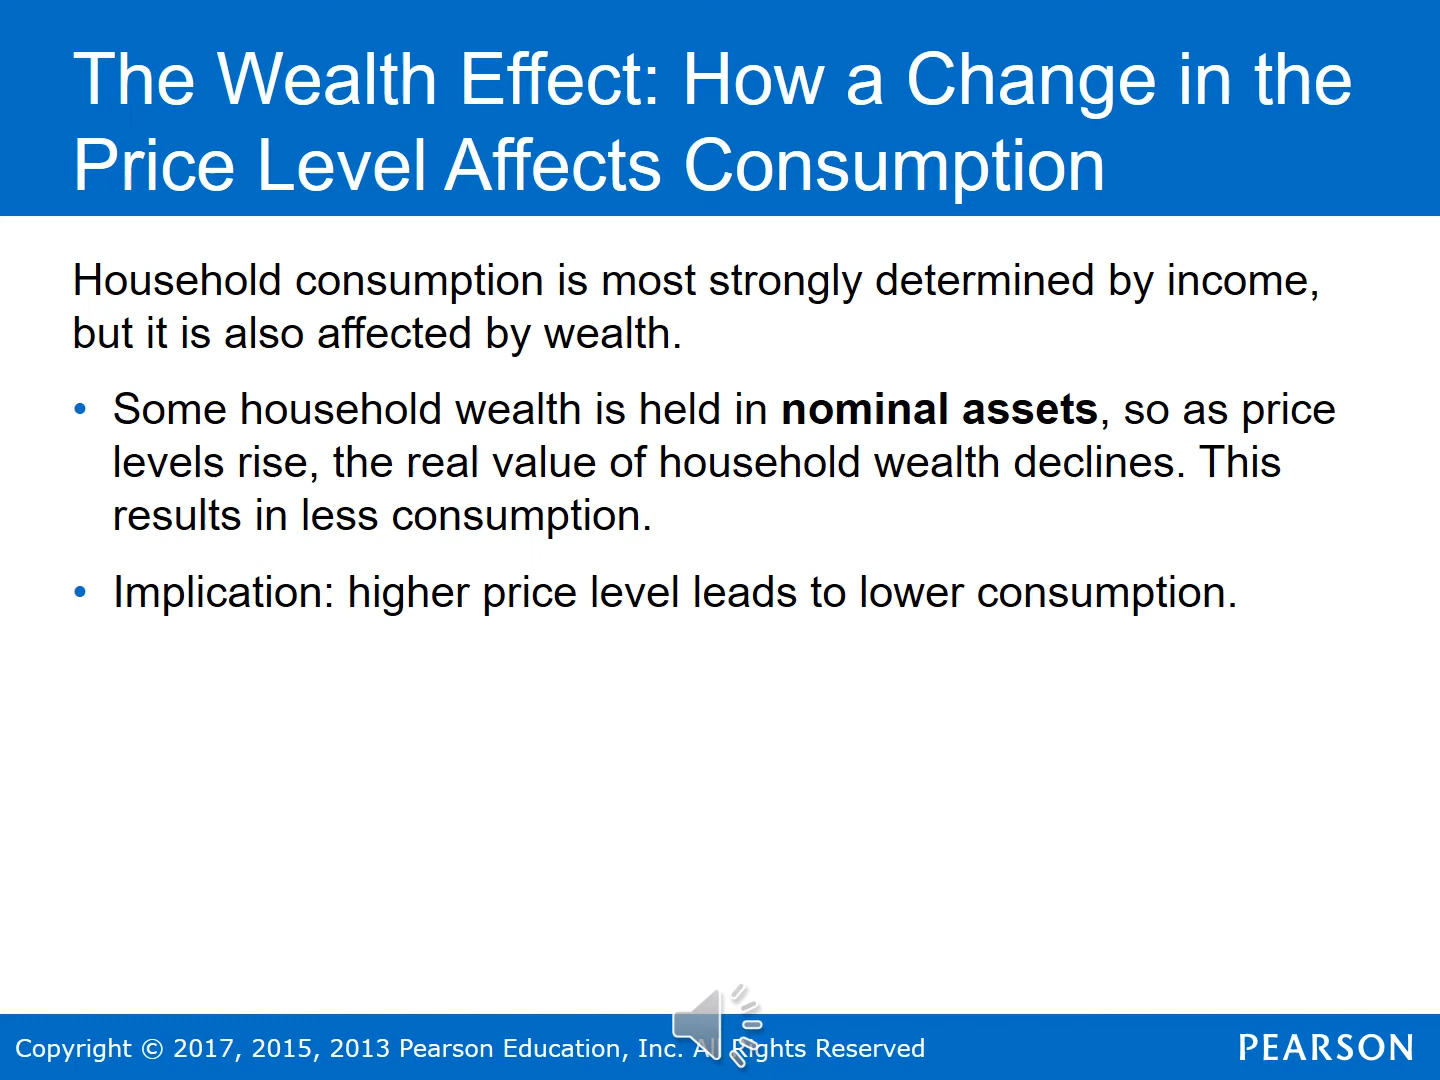 The Wealth Effect: How a Change in the
Price Level Affects Consumption
Household consumption is most strongly determined by income,
but it is also affected by wealth.
• Some household wealth is held in nominal assets, so as price
levels rise, the real value of household wealth declines. This
results in less consumption.
• Implication: higher price level leads to lower consumption.
Copyright © 2017, 2015, 2013 Pearson Education, Inc. All Rights Reserved
PEARSON